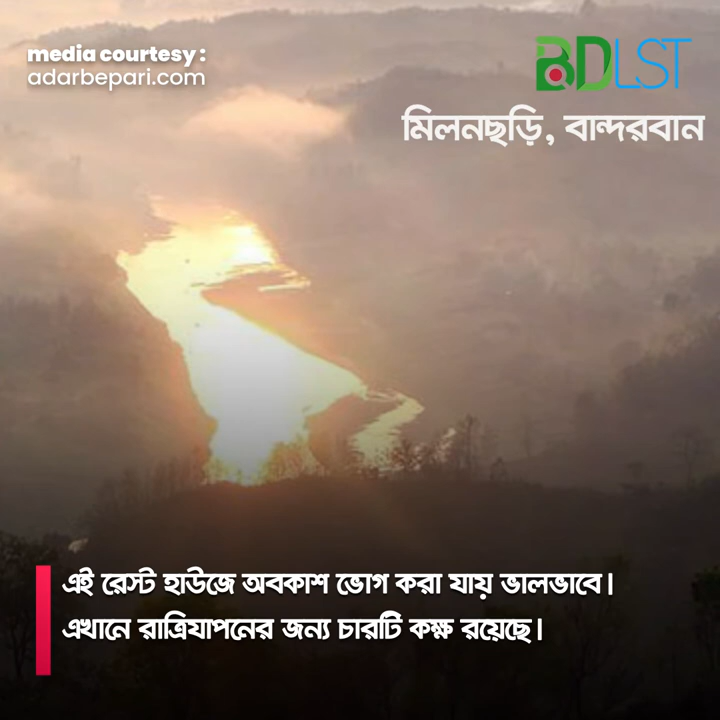 media courtesy :
adarbepari.com
BDLST
মিলনছড়ি, বান্দরবান
এই রেস্ট হাউজে অবকাশ ভোগ করা যায় ভালভাবে।
এখানে রাত্রিযাপনের জন্য চারটি কক্ষ রয়েছে।